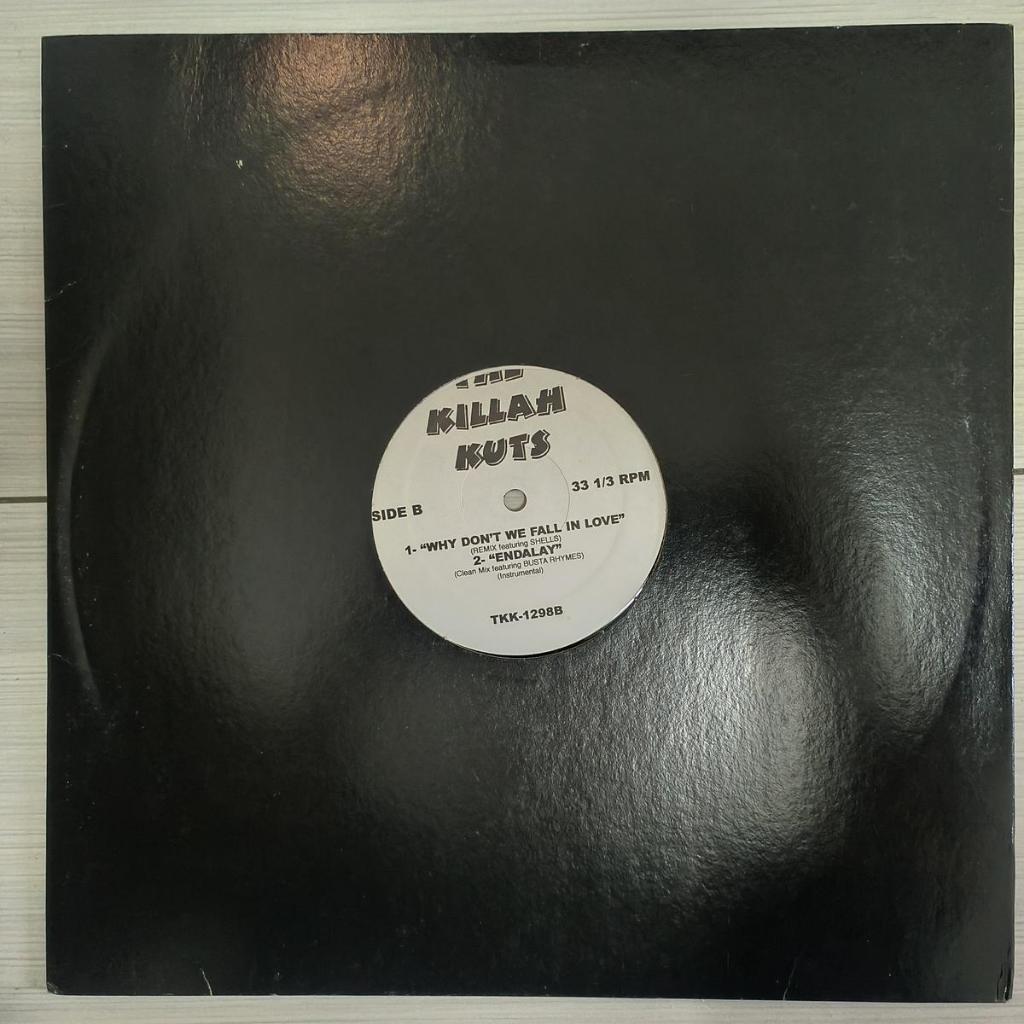 KILLAH
KUTS
SIDE B
33 1/3 RPM
1- “WHY DON'T WE FALL IN LOVE”
(REMIX featuring SHELLS)
2- “ENDALAY”
(Clean Mix featuring BUSTA RHYMES)
(Instrumental)
TKK-1298B